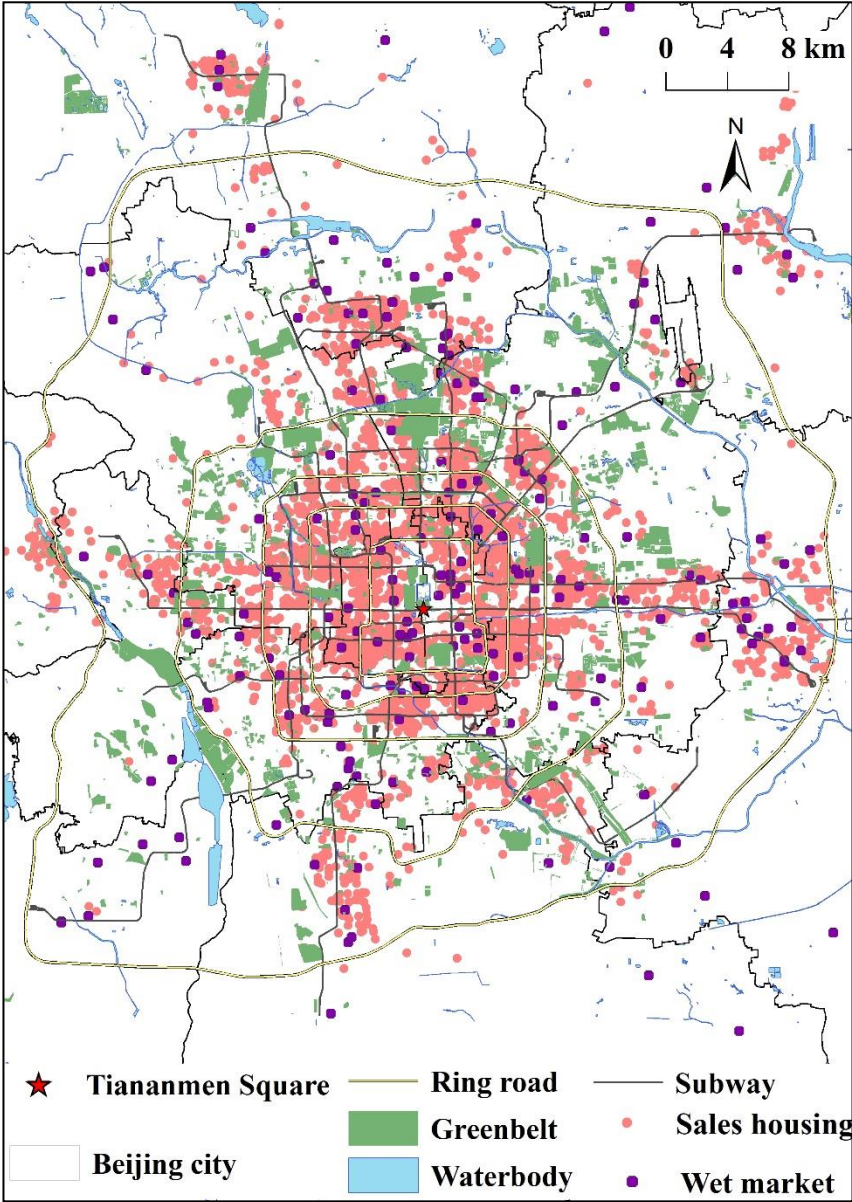 0 4 8 km
N
Tiananmen Square
Ring road
Subway
Greenbelt
Sales housing
Beijing city
Waterbody
Wet market